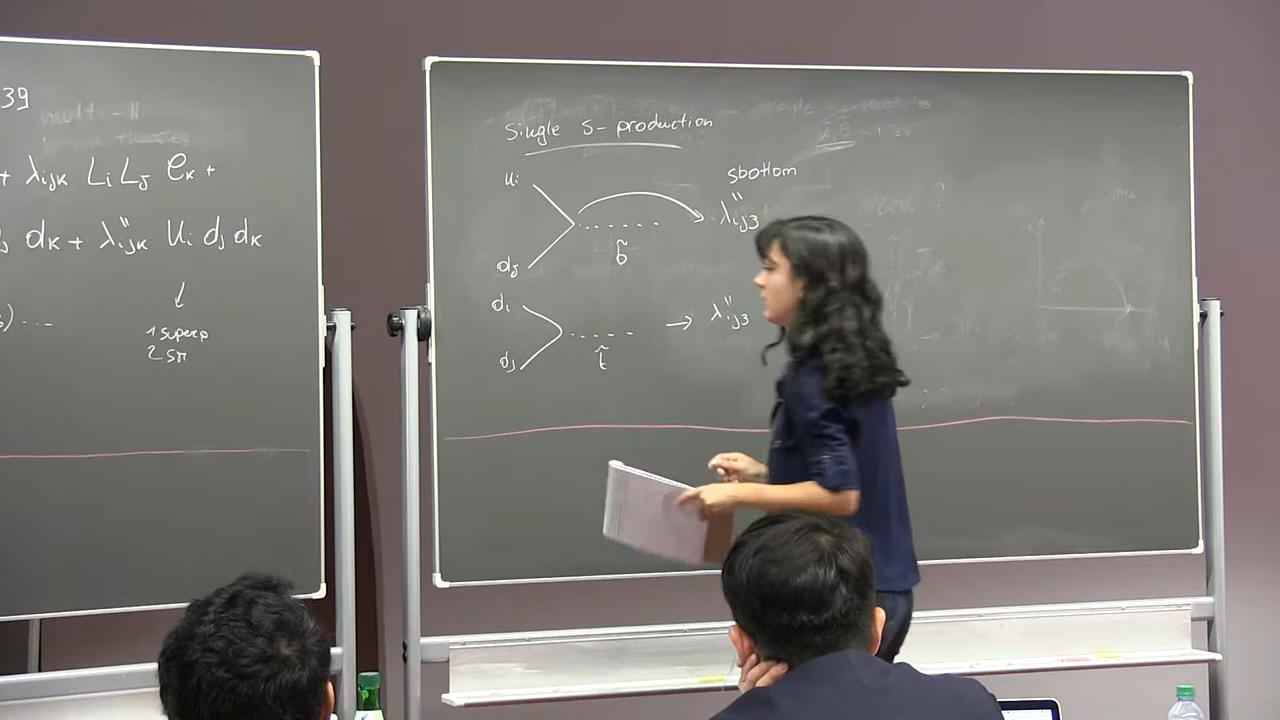 39
+ λijk Li Lj ek +
j dk + λ''ijk Ui dj dk
) ...
↓
1 superp
2 SM
Single S-production
ui
sbottom
→ λ''ij3
b̃
dj
di
→ λ''ij3
t̃
dj